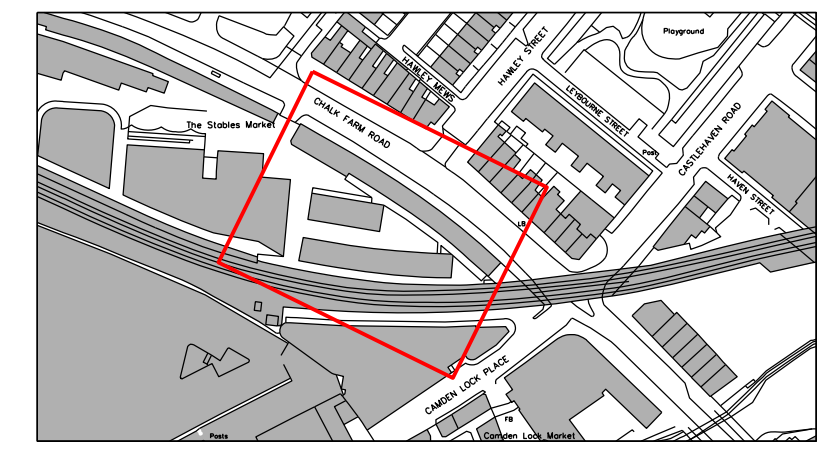 Playground
HAWLEY STREET
HAWLEY MEWS
LEYBOURNE STREET
CHALK FARM ROAD
The Stables Market
CASTLEHAVEN ROAD
Post
HAVEN STREET
LB
CAMDEN LOCK PLACE
FB
Posts
Camden Lock Market